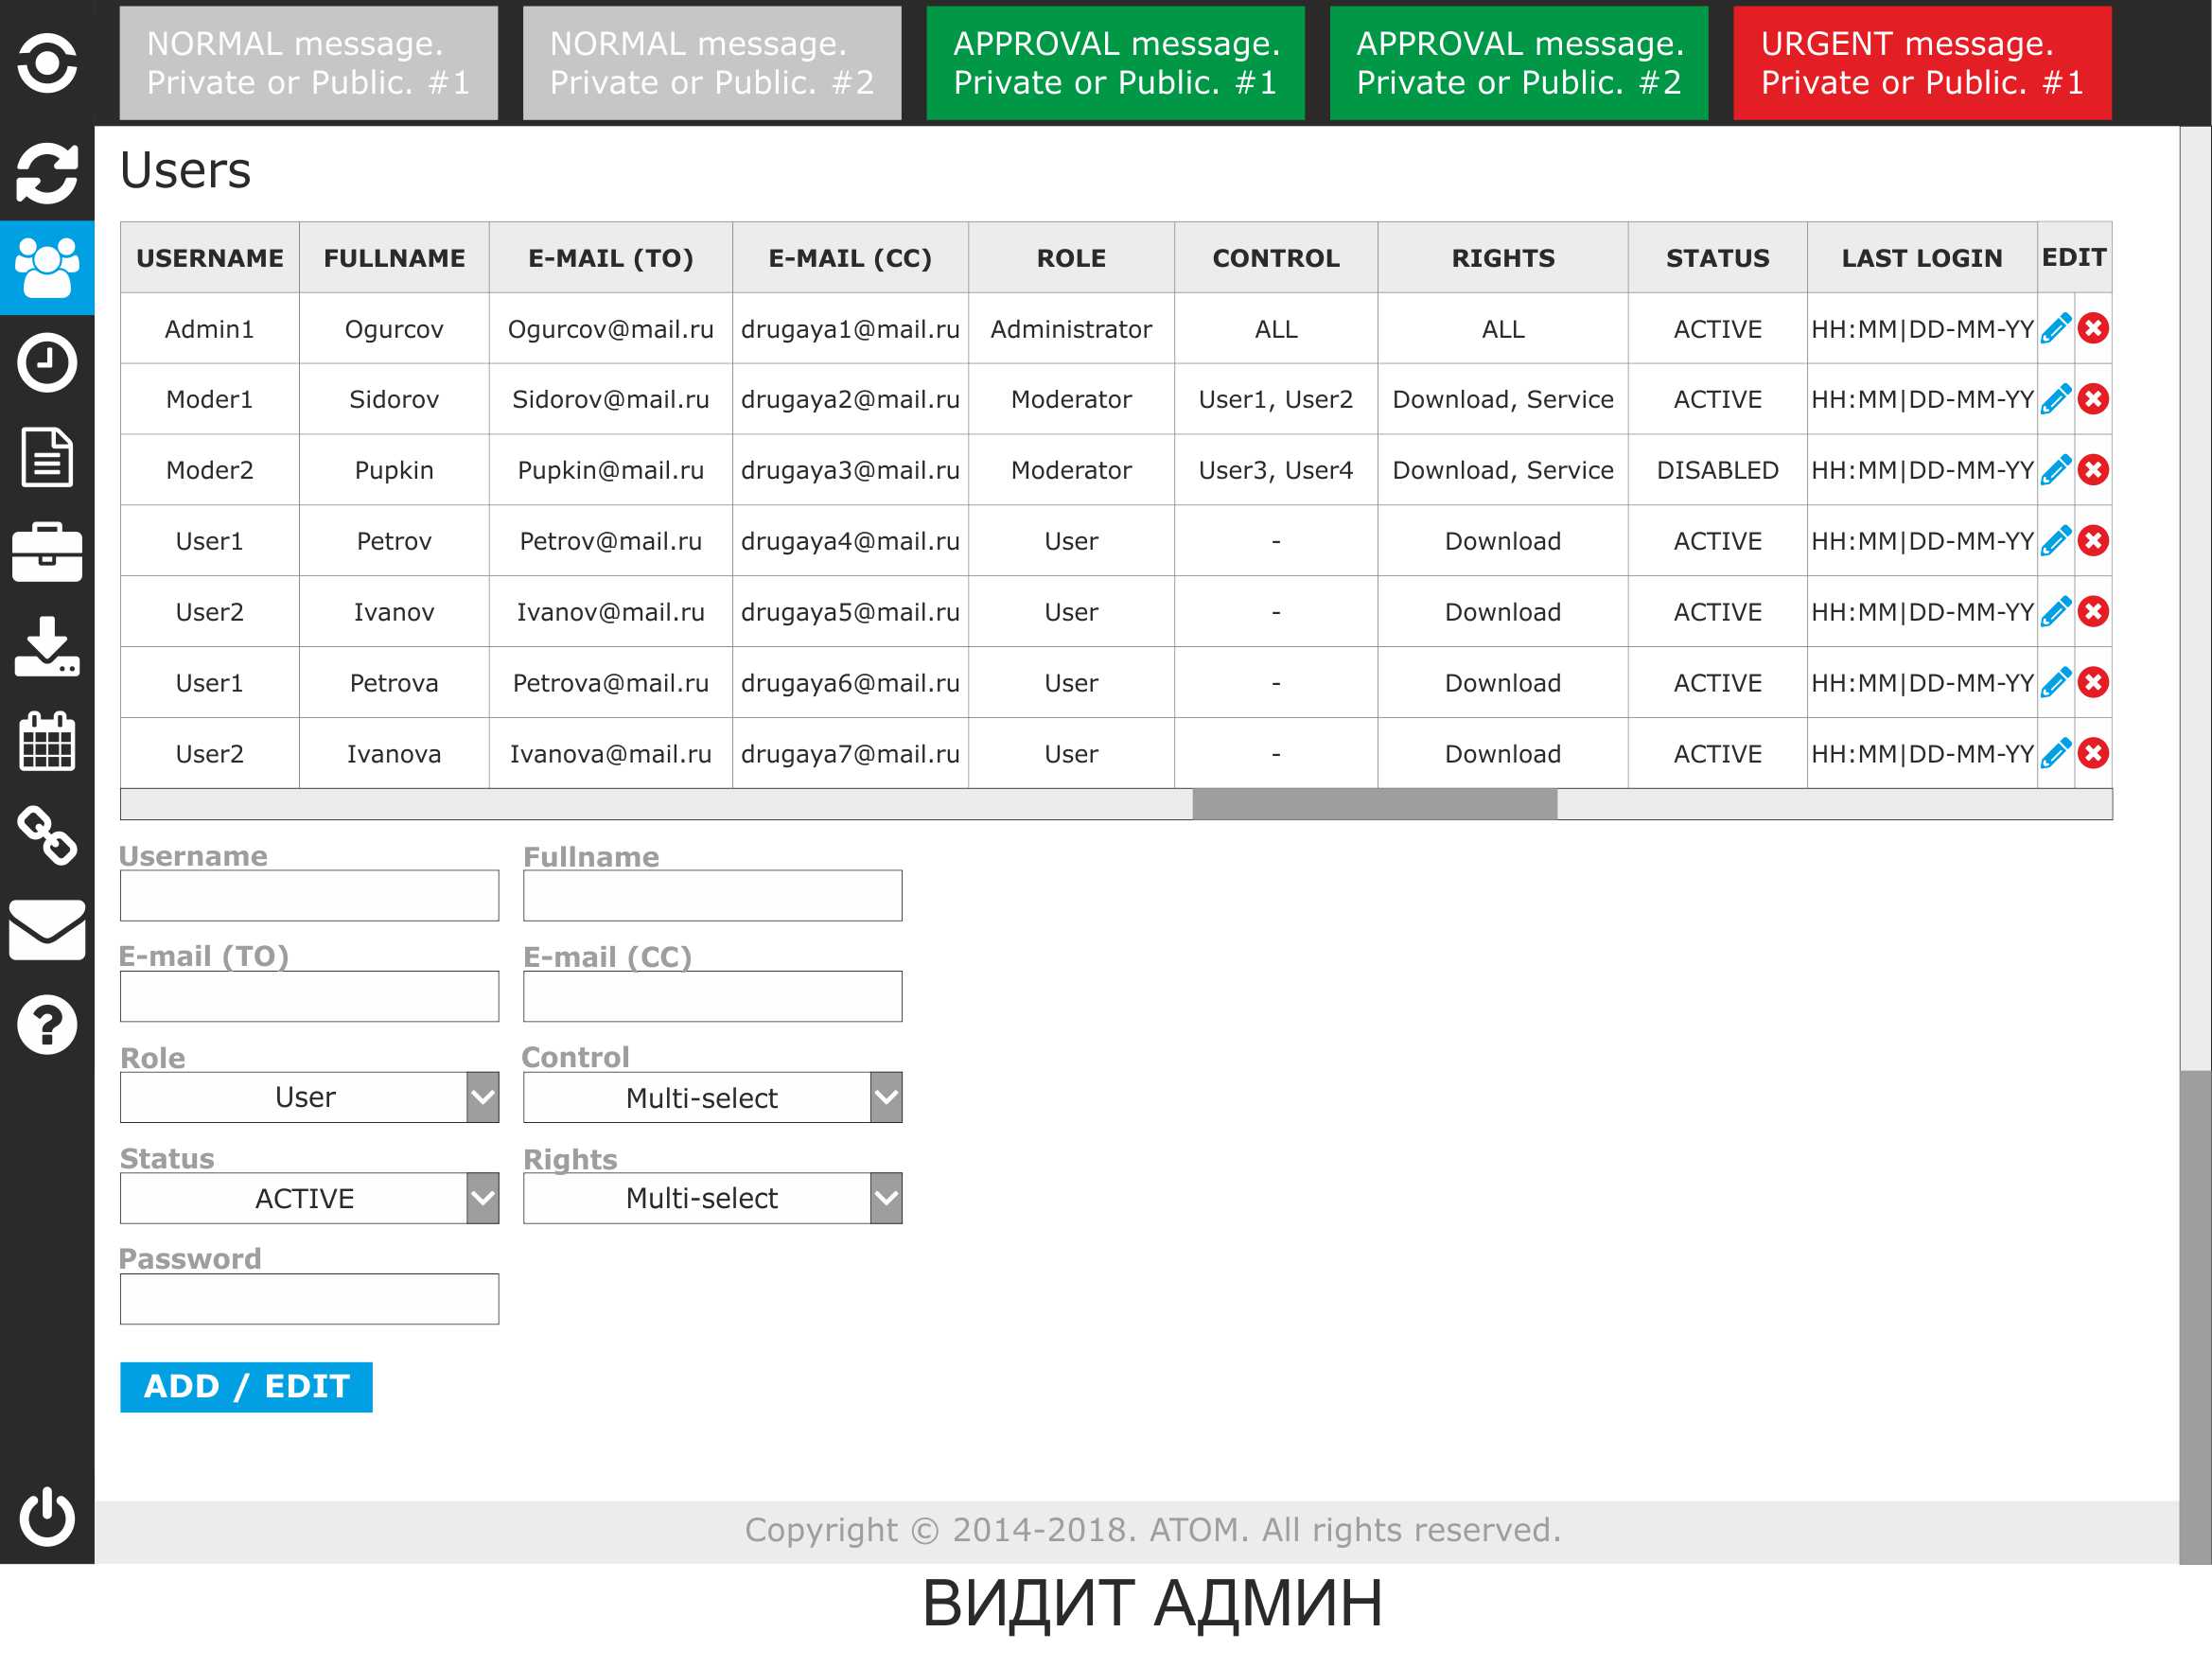 NORMAL message.
Private or Public. #1
NORMAL message.
Private or Public. #2
APPROVAL message.
Private or Public. #1
APPROVAL message.
Private or Public. #2
URGENT message.
Private or Public. #1
Users
USERNAME FULLNAME E-MAIL (TO) E-MAIL (CC) ROLE CONTROL RIGHTS STATUS LAST LOGIN EDIT
Admin1 Ogurcov Ogurcov@mail.ru drugaya1@mail.ru Administrator ALL ALL ACTIVE HH:MM|DD-MM-YY
Moder1 Sidorov Sidorov@mail.ru drugaya2@mail.ru Moderator User1, User2 Download, Service ACTIVE HH:MM|DD-MM-YY
Moder2 Pupkin Pupkin@mail.ru drugaya3@mail.ru Moderator User3, User4 Download, Service DISABLED HH:MM|DD-MM-YY
User1 Petrov Petrov@mail.ru drugaya4@mail.ru User - Download ACTIVE HH:MM|DD-MM-YY
User2 Ivanov Ivanov@mail.ru drugaya5@mail.ru User - Download ACTIVE HH:MM|DD-MM-YY
User1 Petrova Petrova@mail.ru drugaya6@mail.ru User - Download ACTIVE HH:MM|DD-MM-YY
User2 Ivanova Ivanova@mail.ru drugaya7@mail.ru User - Download ACTIVE HH:MM|DD-MM-YY
Username Fullname
E-mail (TO) E-mail (CC)
Role Control
User Multi-select
Status Rights
ACTIVE Multi-select
Password
ADD / EDIT
Copyright © 2014-2018. ATOM. All rights reserved.
ВИДИТ АДМИН